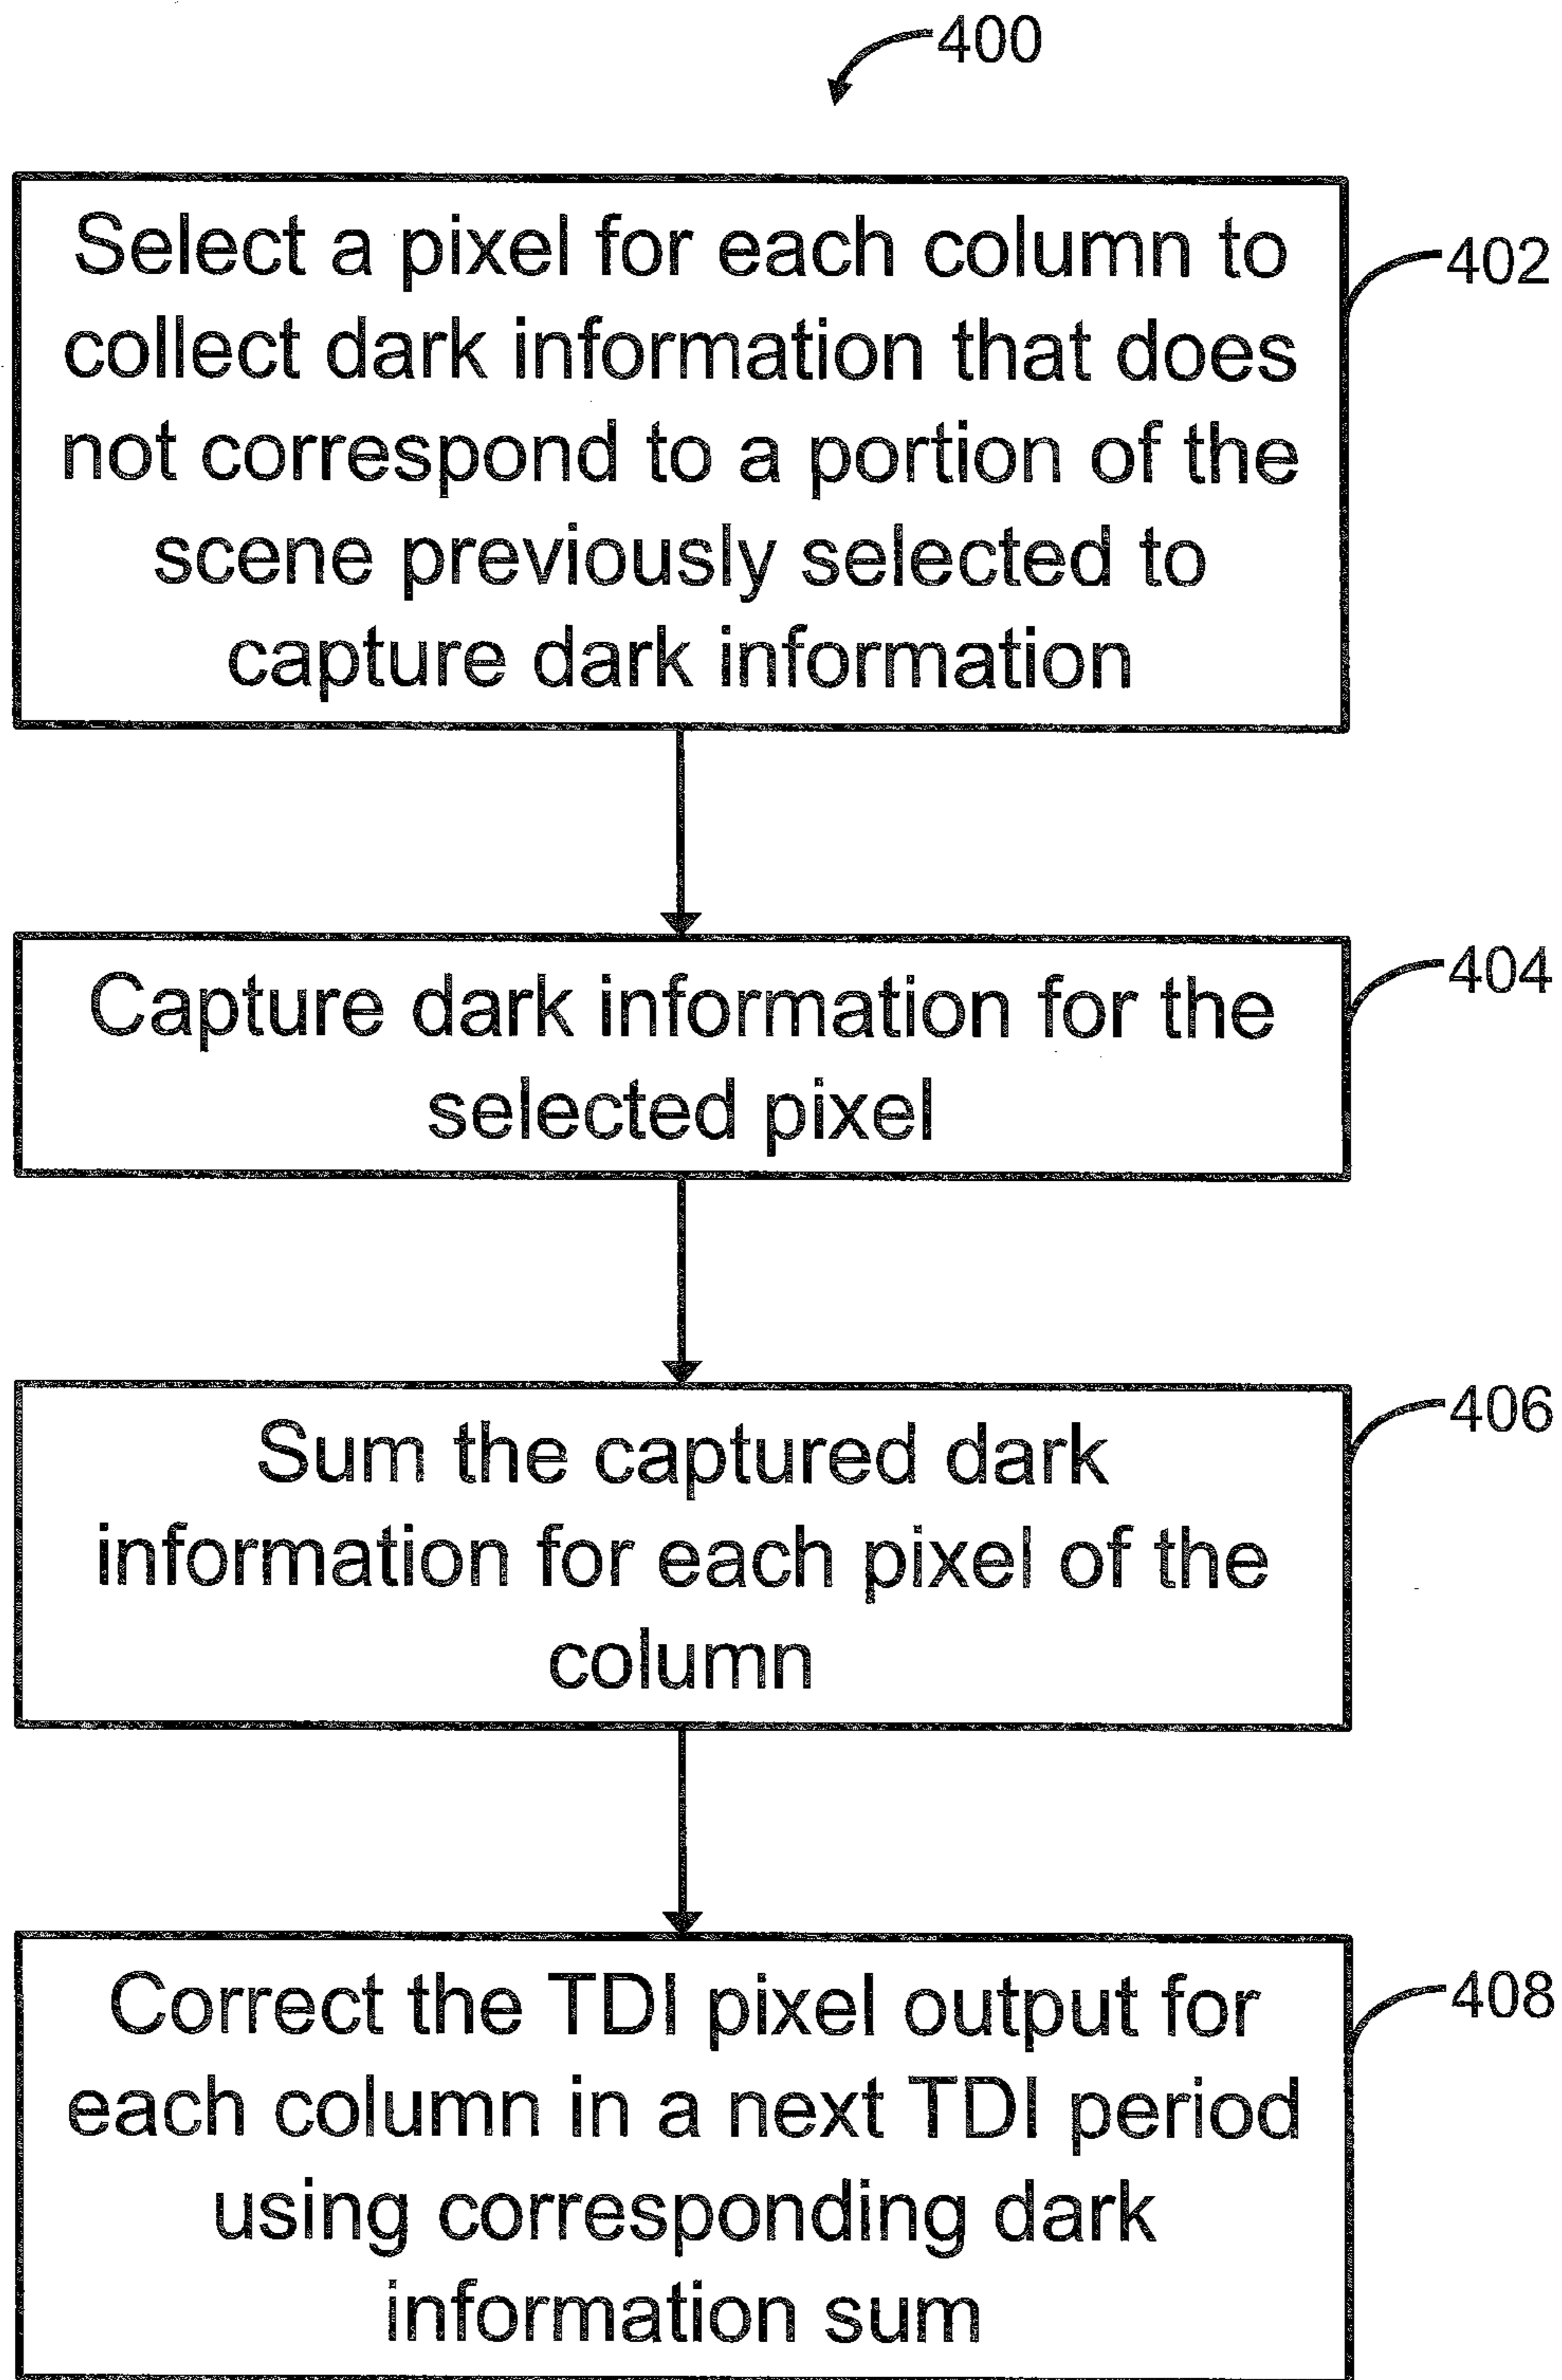 400
Select a pixel for each column to
collect dark information that does
not correspond to a portion of the
scene previously selected to
capture dark information
402
Capture dark information for the
selected pixel
404
Sum the captured dark
information for each pixel of the
column
406
Correct the TDI pixel output for
each column in a next TDI period
using corresponding dark
information sum
408